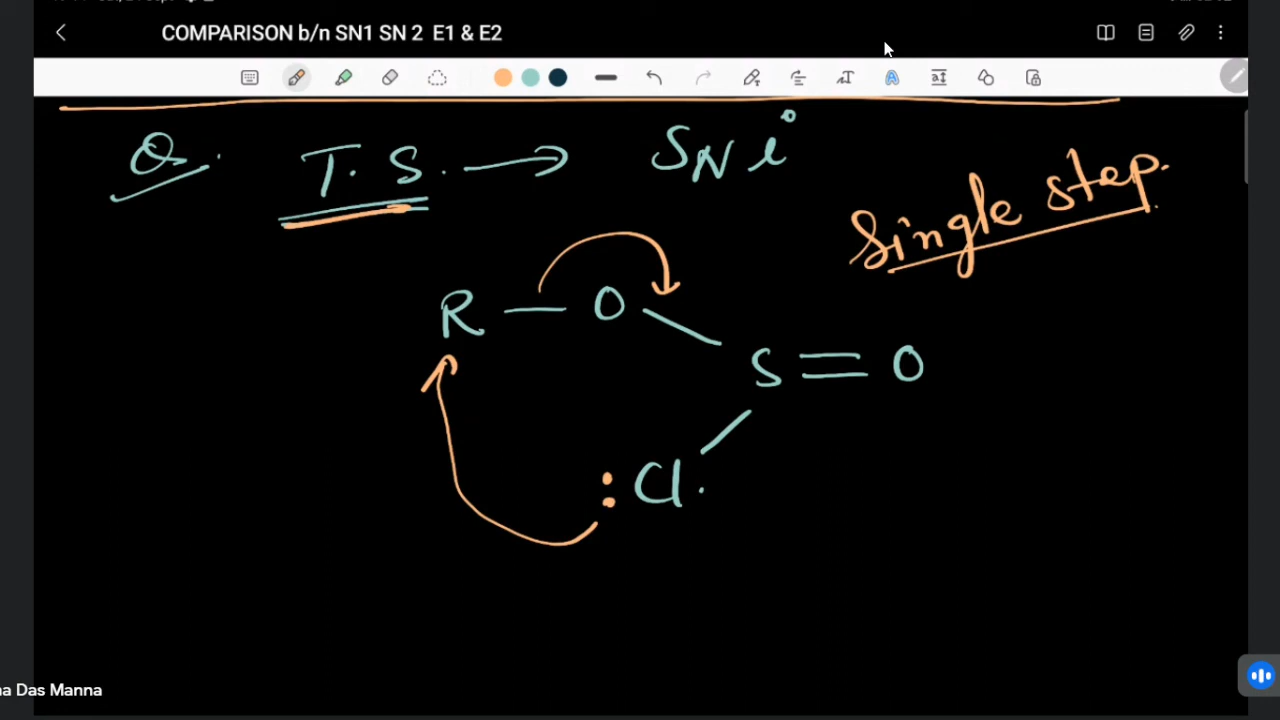 COMPARISON b/n SN1 SN 2 E1 & E2
Q. T.S. → SNi
Single step.
R — O
S = O
: Cl.
a Das Manna